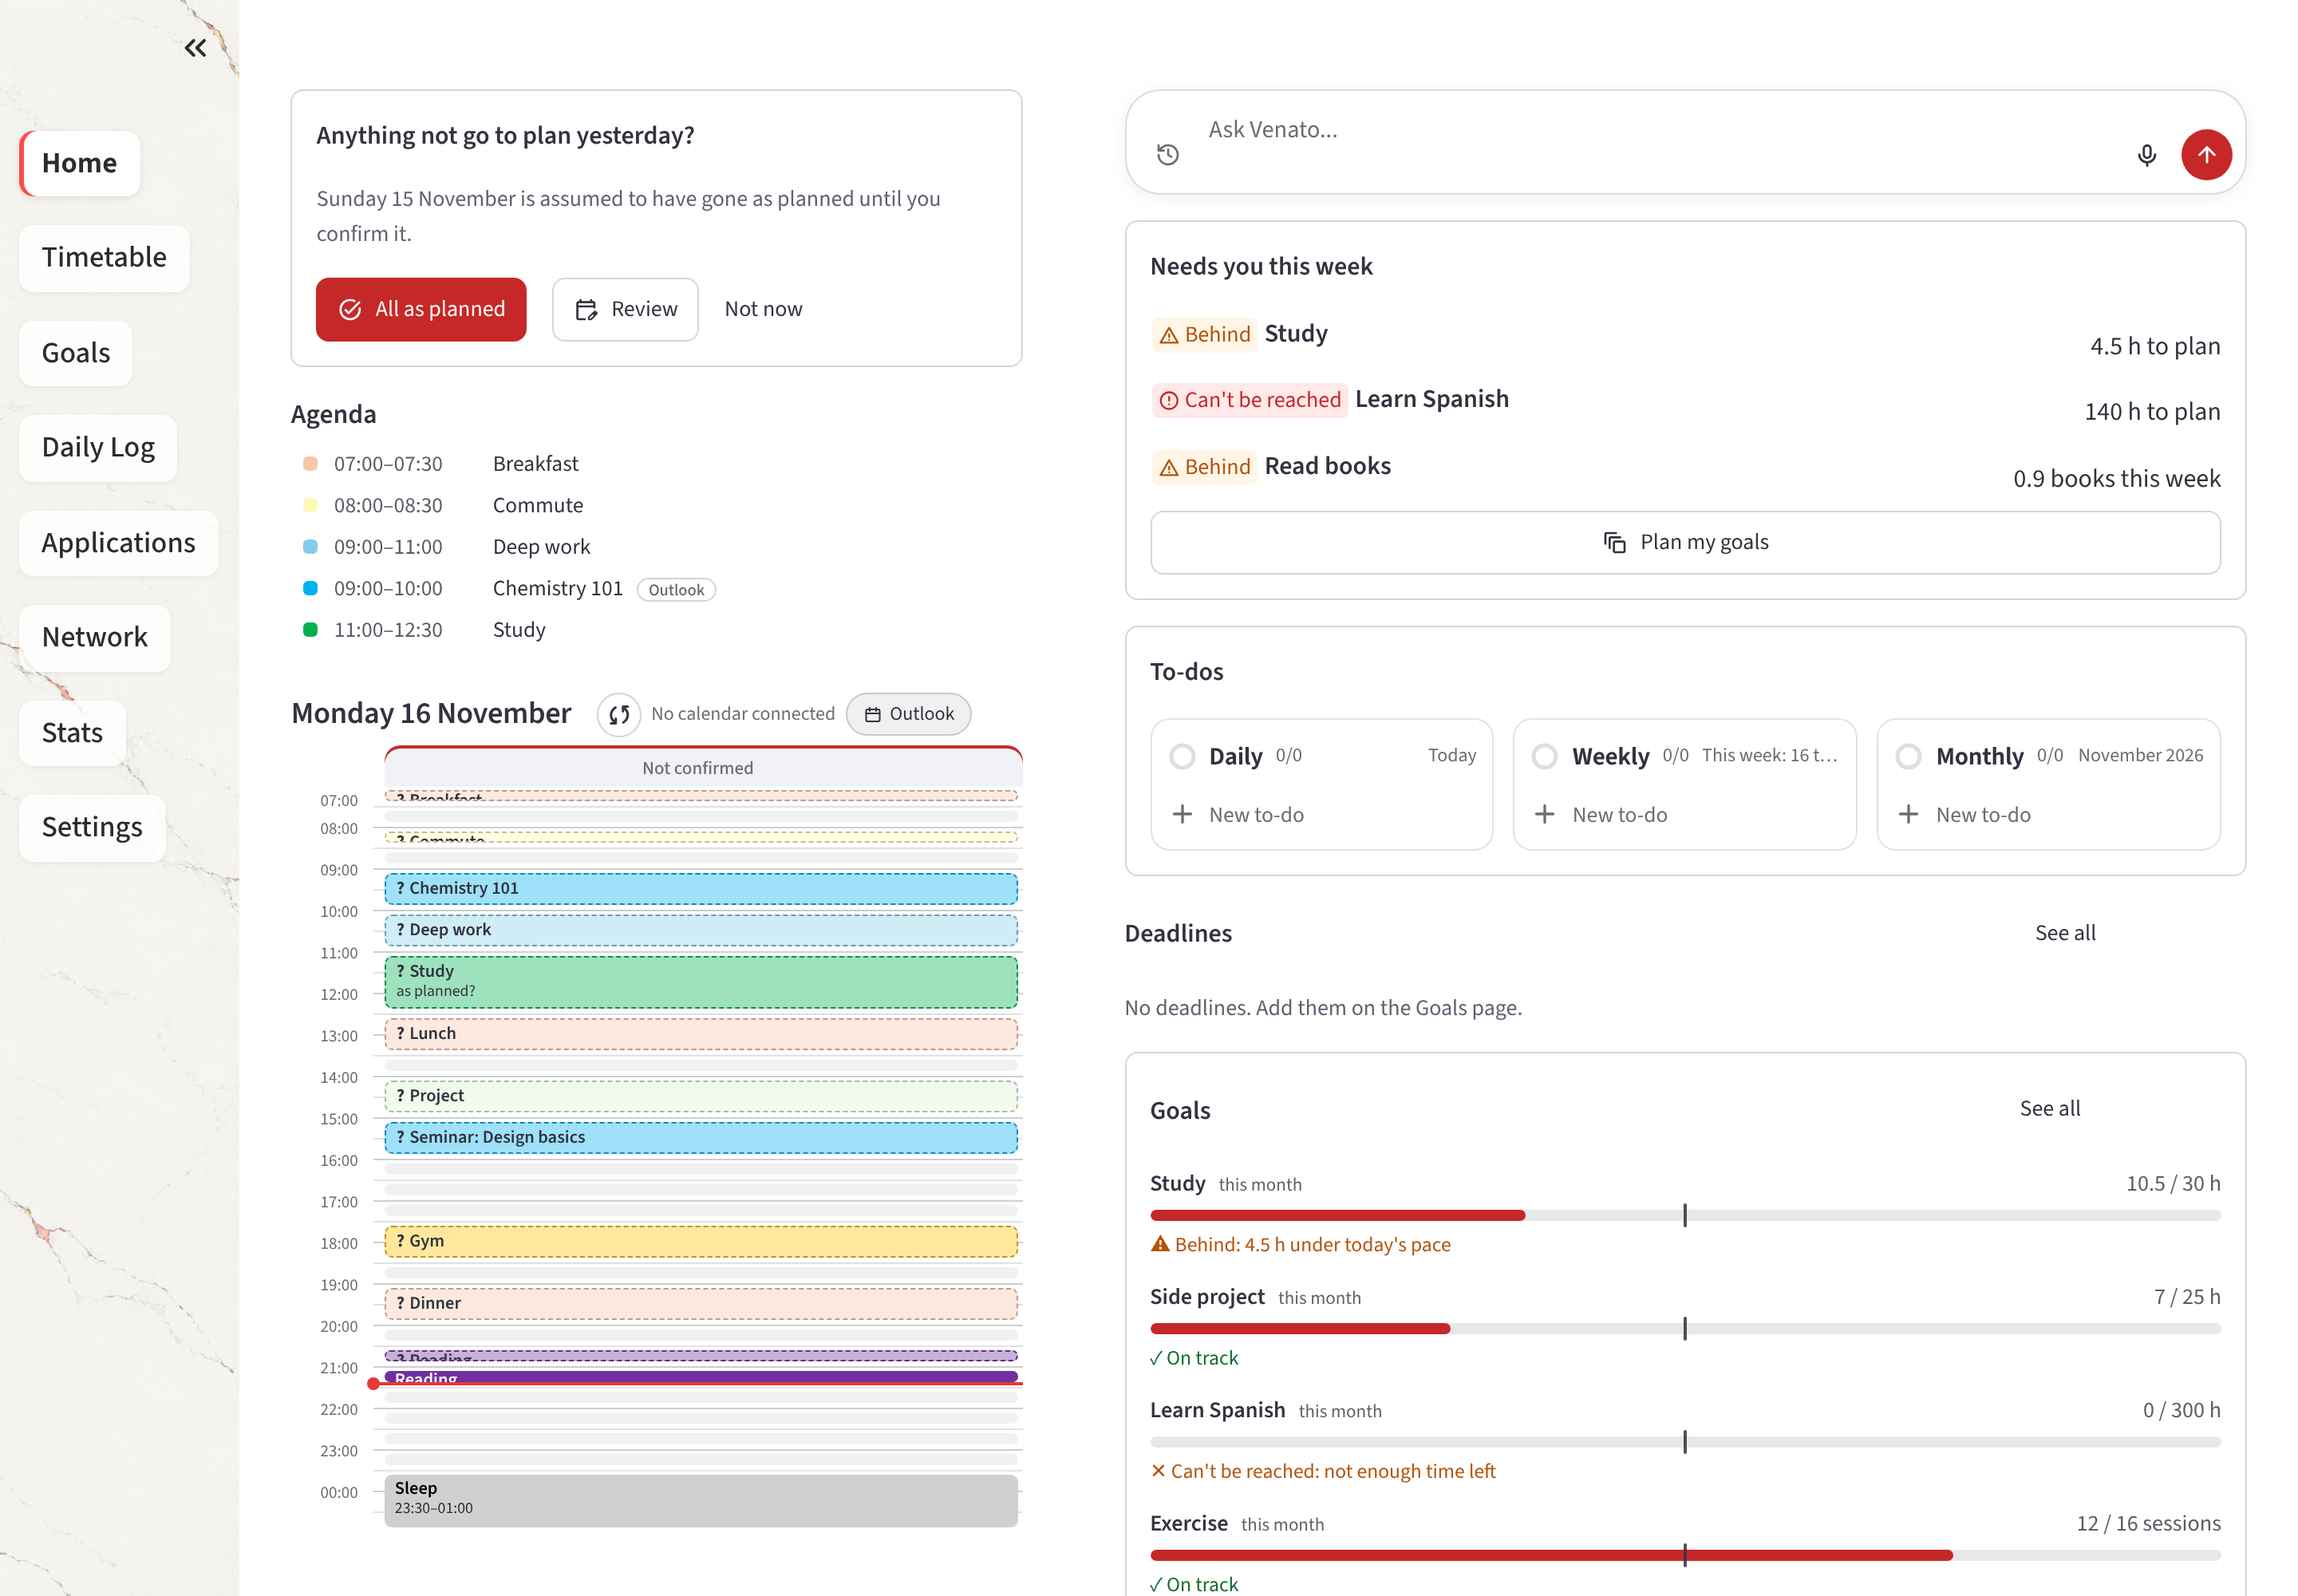 Home
Timetable
Goals
Daily Log
Applications
Network
Stats
Settings
Anything not go to plan yesterday?
Sunday 15 November is assumed to have gone as planned until you
confirm it.
All as planned
Review
Not now
Agenda
07:00–07:30 Breakfast
08:00–08:30 Commute
09:00–11:00 Deep work
09:00–10:00 Chemistry 101 Outlook
11:00–12:30 Study
Monday 16 November
No calendar connected
Outlook
Not confirmed
07:00
? Breakfast
08:00
? Commute
09:00
? Chemistry 101
10:00
? Deep work
11:00
? Study
as planned?
12:00
? Lunch
13:00
14:00
? Project
15:00
? Seminar: Design basics
16:00
17:00
? Gym
18:00
19:00
? Dinner
20:00
? Reading
21:00
Reading
22:00
23:00
Sleep
23:30–01:00
00:00
Ask Venato...
Needs you this week
Behind Study
4.5 h to plan
Can't be reached Learn Spanish
140 h to plan
Behind Read books
0.9 books this week
Plan my goals
To-dos
Daily 0/0 Today
New to-do
Weekly 0/0 This week: 16 t...
New to-do
Monthly 0/0 November 2026
New to-do
Deadlines
See all
No deadlines. Add them on the Goals page.
Goals
See all
Study this month 10.5 / 30 h
Behind: 4.5 h under today's pace
Side project this month 7 / 25 h
✓ On track
Learn Spanish this month 0 / 300 h
✕ Can't be reached: not enough time left
Exercise this month 12 / 16 sessions
✓ On track